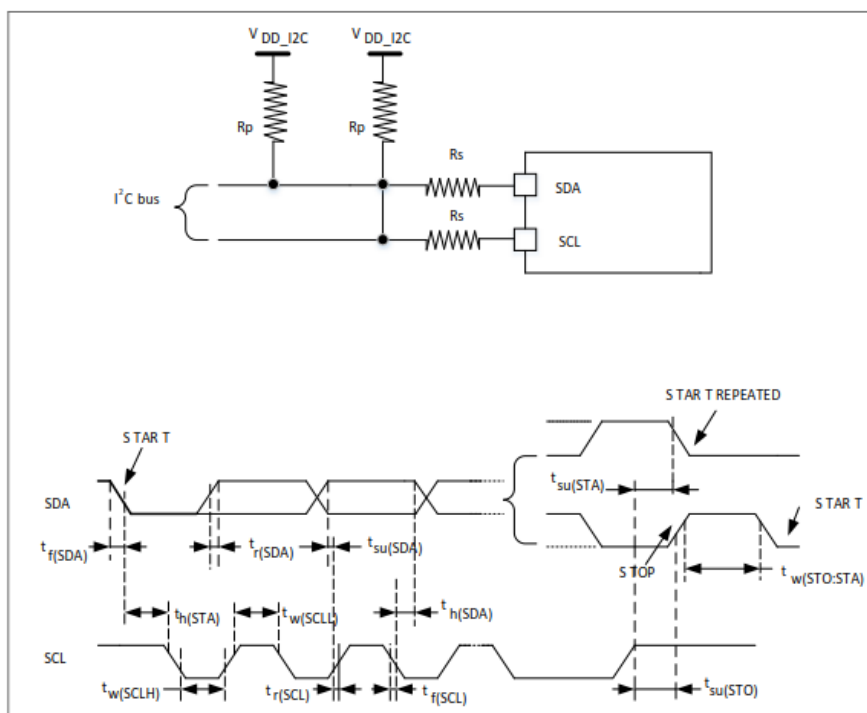 V DD_I2C V DD_I2C
Rp Rp
Rs
SDA
I²C bus
Rs
SCL
S TAR T REPEATED
S TAR T
t su(STA)
SDA
S TAR T
t f(SDA) t r(SDA) t su(SDA)
S TOP
t w(STO:STA)
t h(STA) t w(SCLL) t h(SDA)
SCL
t w(SCLH) t r(SCL) t f(SCL) t su(STO)